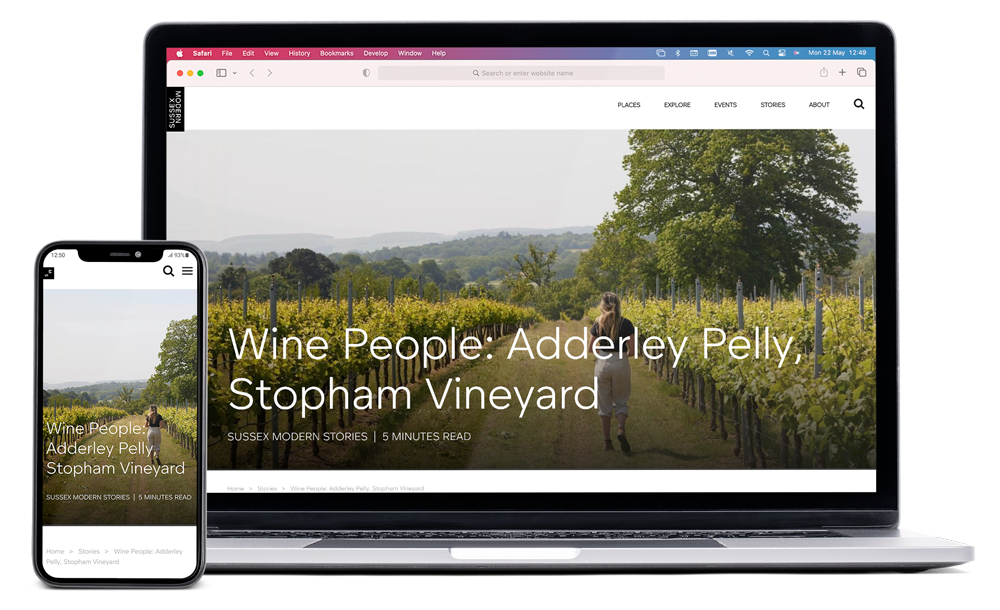 Safari File Edit View History Bookmarks Develop Window Help Mon 22 May 12:49
Search or enter website name
MODERN
SUSSEX
PLACES EXPLORE EVENTS STORIES ABOUT
Wine People: Adderley Pelly,
Stopham Vineyard
SUSSEX MODERN STORIES | 5 MINUTES READ
Home > Stories > Wine People: Adderley Pelly, Stopham Vineyard
12:50 93%
Wine People:
Adderley Pelly,
Stopham Vineyard
SUSSEX MODERN STORIES | 5 MINUTES READ
Home > Stories > Wine People: Adderley
Pelly, Stopham Vineyard